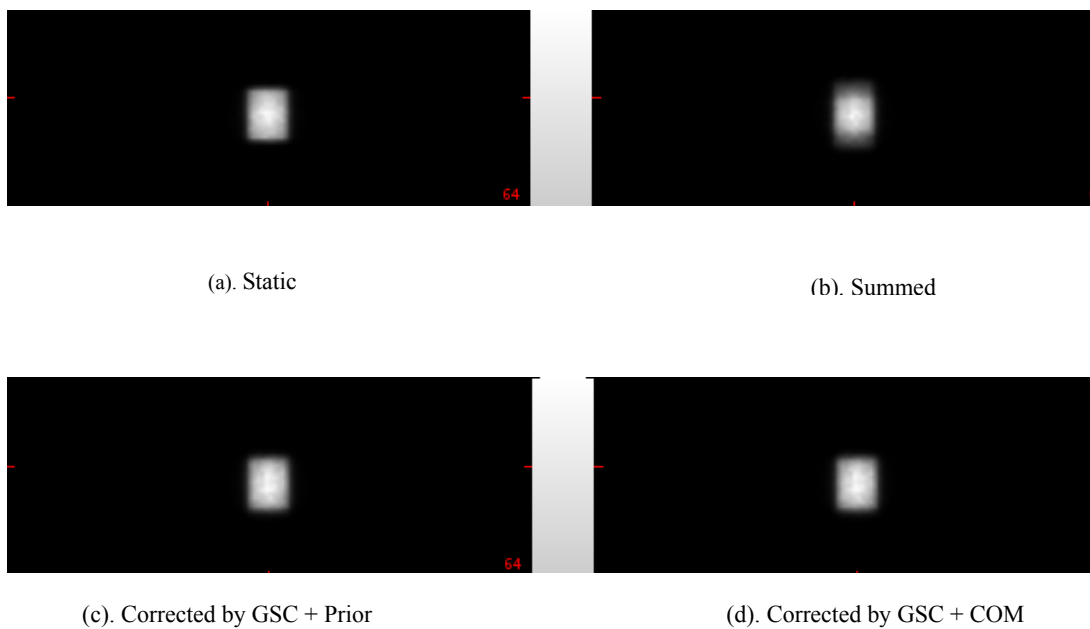 64
(a). Static
(b). Summed
64
(c). Corrected by GSC + Prior
(d). Corrected by GSC + COM